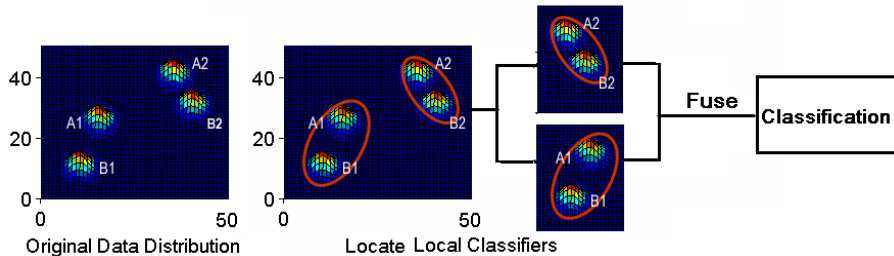 40
20
0
0
50
A2
A1
B2
B1
Original Data Distribution
40
20
0
0
50
A2
A1
B2
B1
Locate Local Classifiers
A2
B2
A1
B1
Fuse
Classification